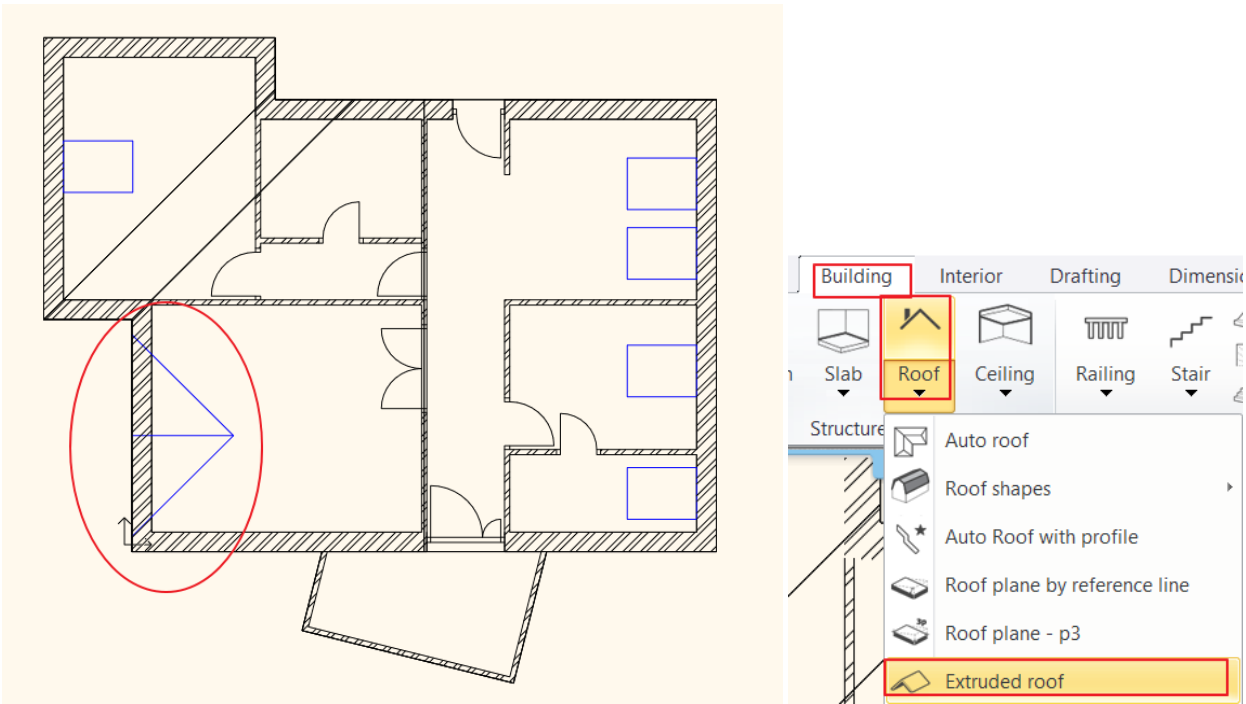 Building Interior Drafting Dimensi
Slab Roof Ceiling Railing Stair
Structure
Auto roof
Roof shapes
Auto Roof with profile
Roof plane by reference line
3p
Roof plane - p3
Extruded roof